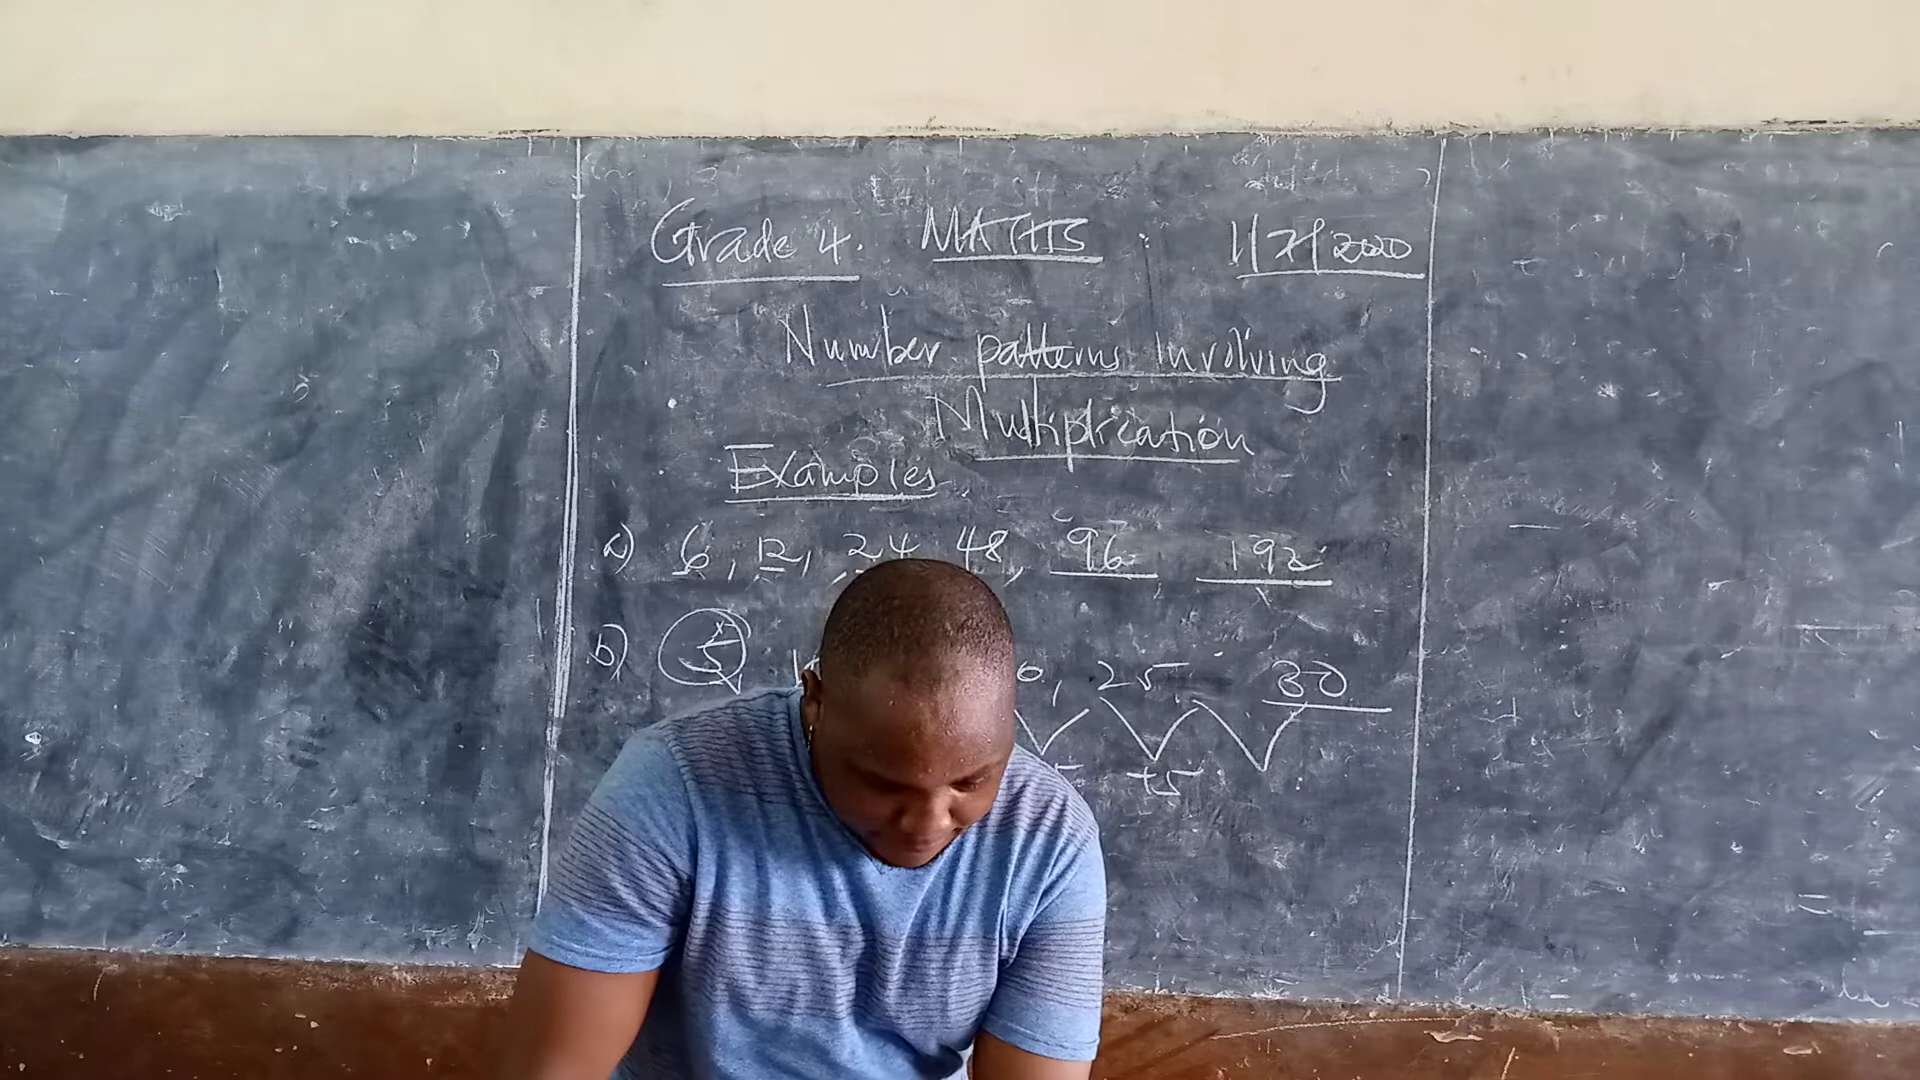 Grade 4. MATHS 1/7/2020
Number patterns Involving
Multiplication
Examples
a) 6, 12, 24 48, 96 192
b) 5 25 30
+5